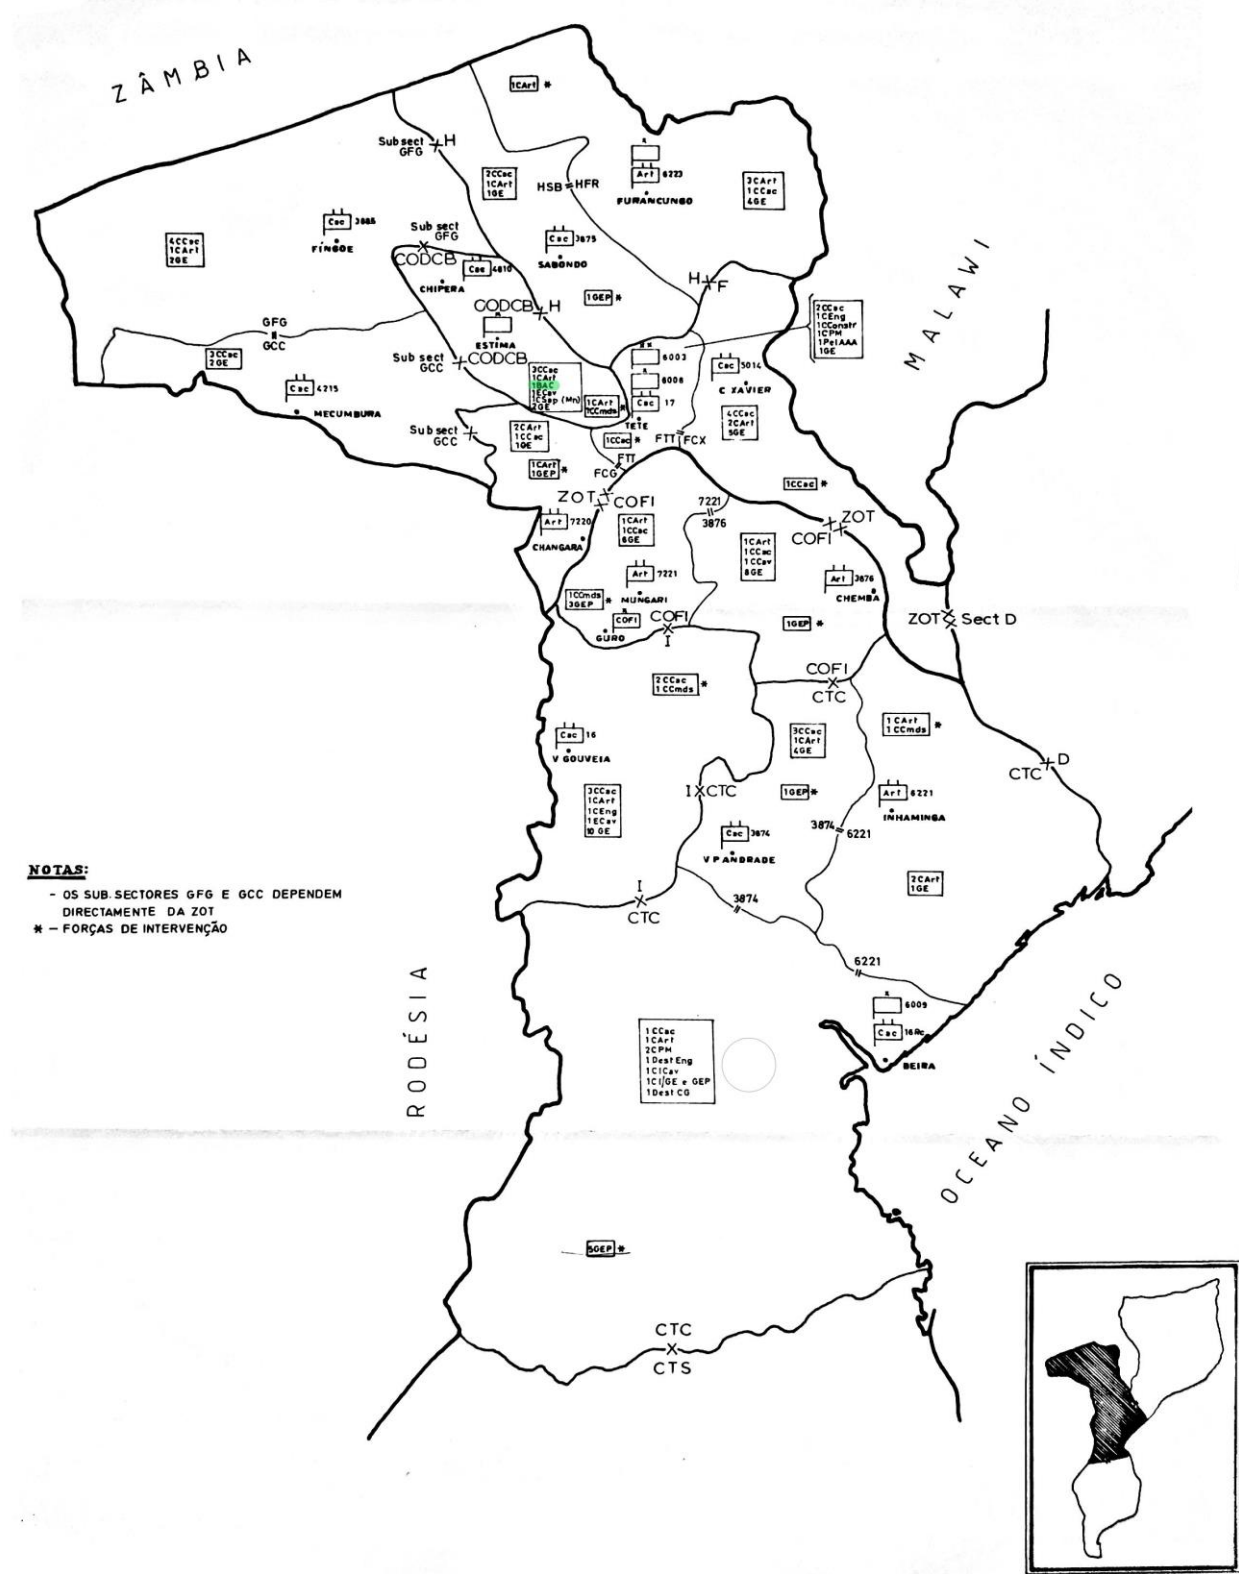 ZÂMBIA
1CArt *
Sub sect
GFG
H
2CCac
1CArt
1GE
HSB
HFR
x
Art
6223
FURANCUNGO
3CArt
1CCac
4GE
4CCac
1CArt
2GE
Cac
3885
FÍNGOE
Sub sect
GFG
CODCB
Cac
4810
CHIPERA
Cac
3875
SABONDO
1GEP *
H
F
MALAWI
CODCB
H
x
ESTIMA
GFG
GCC
3CCac
2GE
Cac
4215
MECUMBURA
Sub sect
GCC
CODCB
3CCac
1CArt
1BAC
1ECav
1CSap (Mn)
2GE
1CArt
1CCmds *
x x
6003
x
6008
Cac
17
TETE
2CCac
1CEng
1CConstr
1CPM
1PelAAA
1GE
Cac
5014
C XAVIER
4CCac
2CArt
5GE
Sub sect
GCC
2CArt
1CCac
1GE
1CArt
1GEP *
1CCac *
FTT
FCG
FTT
FCX
1CCac *
ZOT
COFI
7221
3876
ZOT
COFI
Art
7220
CHANGARA
1CArt
1CCac
6GE
1CArt
1CCac
1CCav
8GE
Art
7221
MUNGARI
Art
3876
CHEMBA
1CCmds
3GEP *
x
COFI
GURO
COFI
I
1GEP *
ZOT
Sect D
2CCac
1CCmds *
COFI
CTC
Cac
16
V GOUVEIA
3CCac
1CArt
4GE
1CArt
1CCmds *
CTC
D
3CCac
1CArt
1CEng
1ECav
10 GE
I
CTC
1GEP *
Art
6221
INHAMINGA
Cac
3874
V P ANDRADE
3874
6221
2CArt
1GE
NOTAS:
- OS SUB.SECTORES GFG E GCC DEPENDEM
DIRECTAMENTE DA ZOT
* - FORÇAS DE INTERVENÇÃO
I
CTC
3874
6221
RODÉSIA
x
6009
Cac
16Rc
BEIRA
1CCac
1CArt
2CPM
1DestEng
1CICav
1CI/GE e GEP
1DestCG
OCEANO ÍNDICO
5GEP *
CTC
CTS